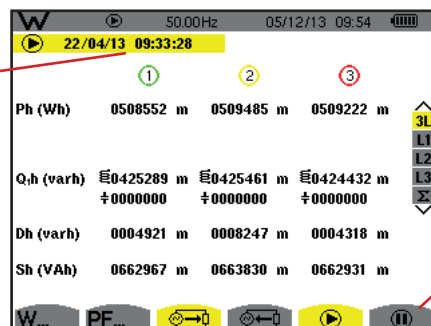 W 50.00Hz 05/12/13 09:54
22/04/13 09:33:28
1 2 3
Ph (Wh) 0508552 m 0509485 m 0509222 m
3L
L1
Q₁h (varh) 0425289 m 0425461 m 0424432 m
L2
L3
÷0000000 ÷0000000 ÷0000000
Σ
Dh (varh) 0004921 m 0008247 m 0004318 m
Sh (VAh) 0662967 m 0663830 m 0662931 m
W... PF...